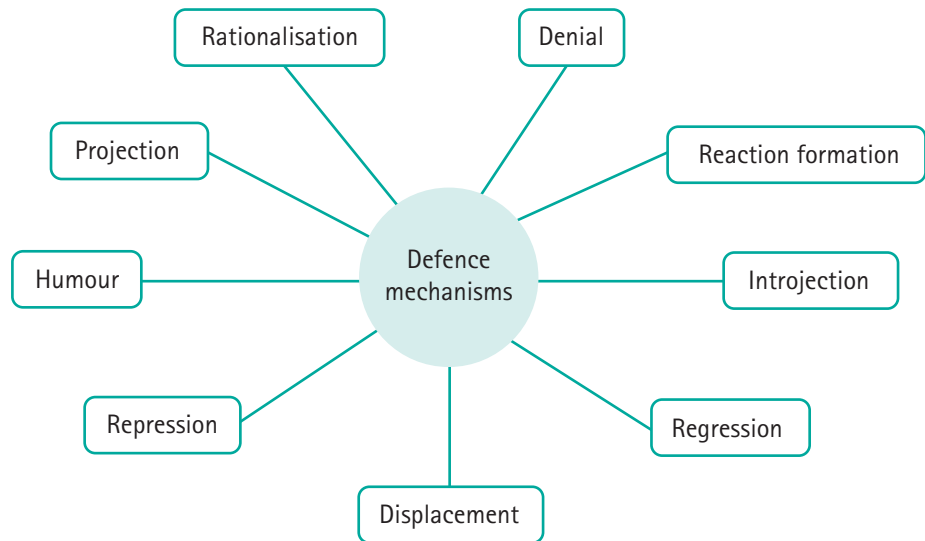 Rationalisation
Denial
Projection
Reaction formation
Humour
Defence
mechanisms
Introjection
Repression
Regression
Displacement